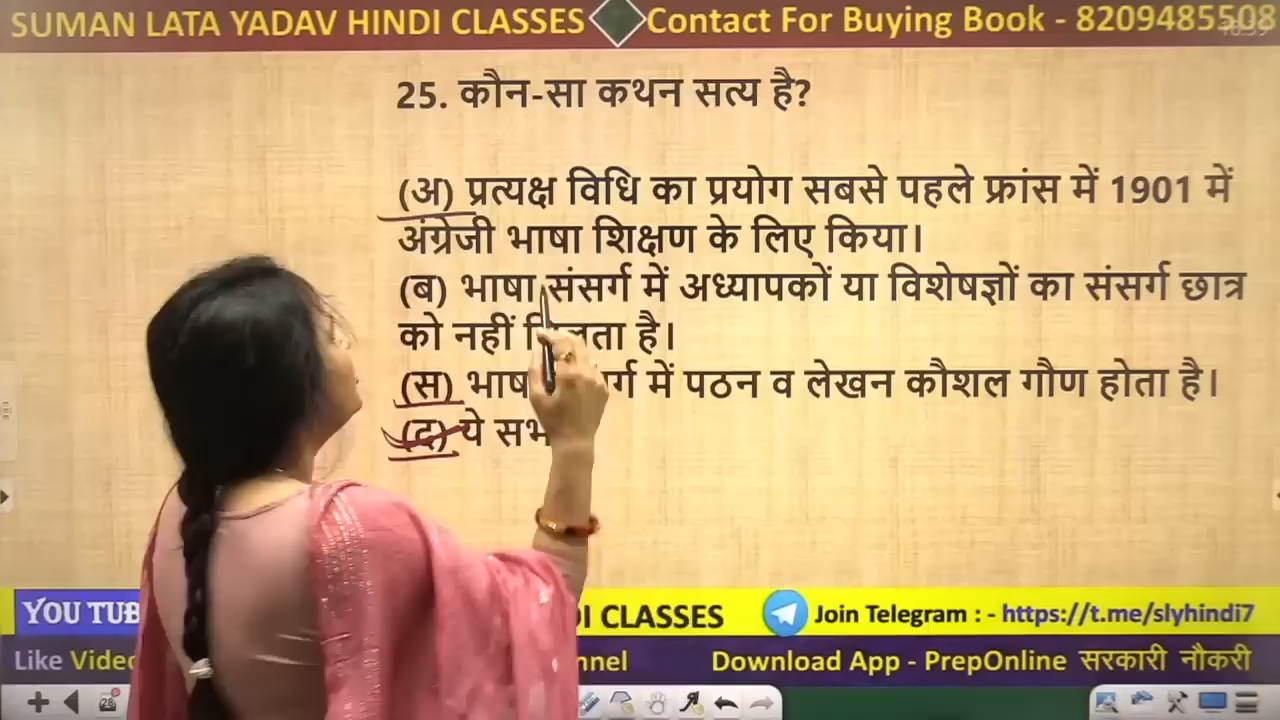 SUMAN LATA YADAV HINDI CLASSES Contact For Buying Book - 8209485508
25. कौन-सा कथन सत्य है?
(अ) प्रत्यक्ष विधि का प्रयोग सबसे पहले फ्रांस में 1901 में
अंग्रेजी भाषा शिक्षण के लिए किया।
(ब) भाषा संसर्ग में अध्यापकों या विशेषज्ञों का संसर्ग छात्र
को नहीं है।
(स) में पठन व लेखन कौशल गौण होता है।
(द) ये
YOU CLASSES Join Telegram : - https://t.me/slyhindi7
Like Download App - PrepOnline सरकारी नौकरी